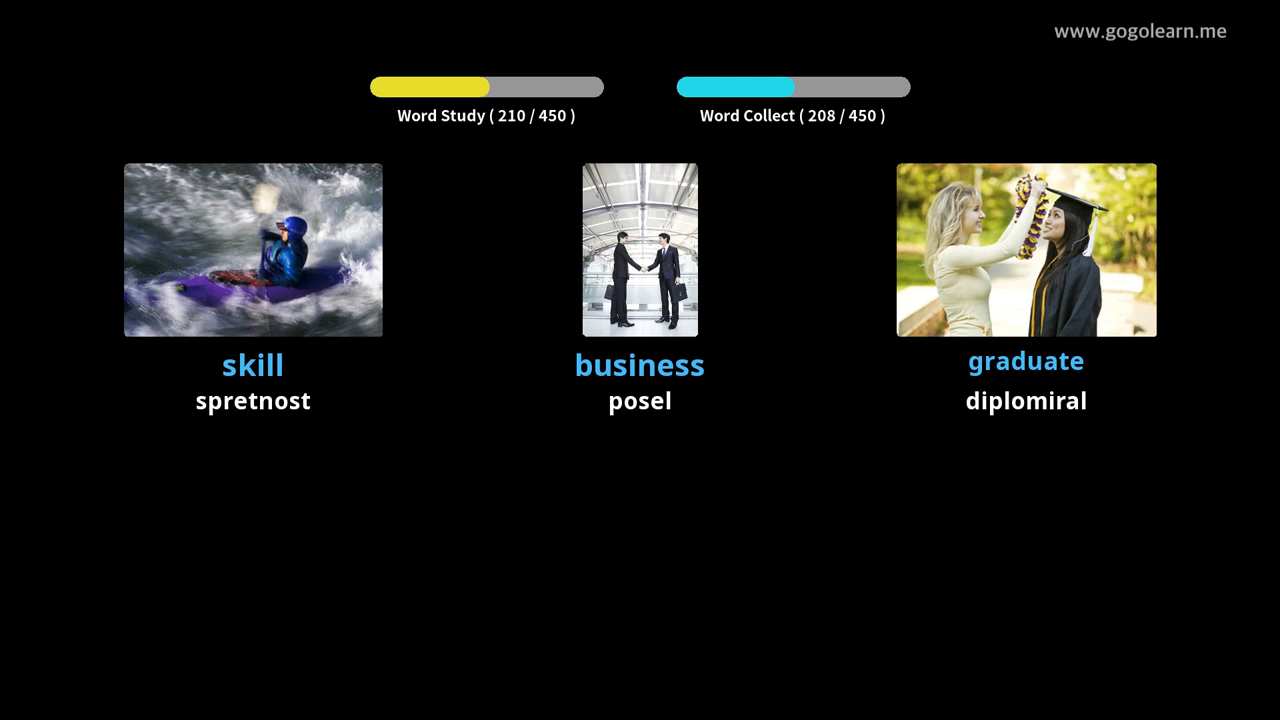 www.gogolearn.me
Word Study ( 210 / 450 )
Word Collect ( 208 / 450 )
skill
spretnost
business
posel
graduate
diplomiral